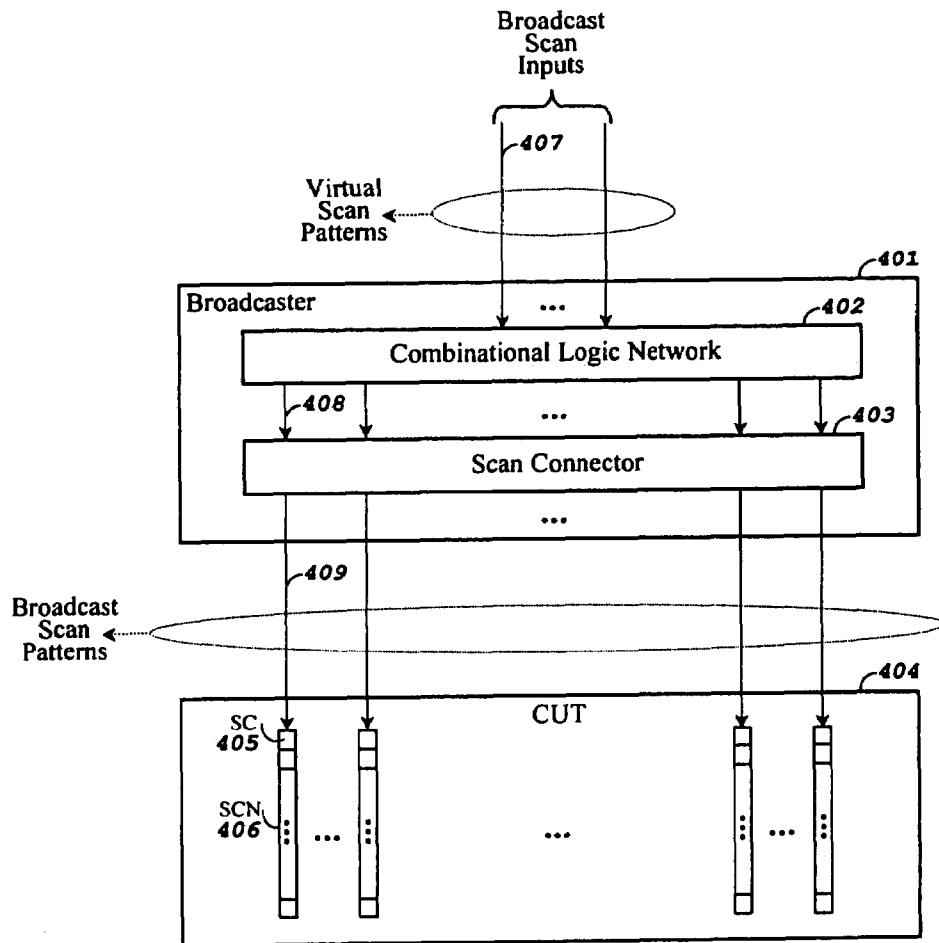 Broadcast
Scan
Inputs
407
Virtual
Scan
Patterns
401
Broadcaster
...
402
Combinational Logic Network
408
...
403
Scan Connector
...
409
Broadcast
Scan
Patterns
404
CUT
SC
405
SCN
406
... ... ...